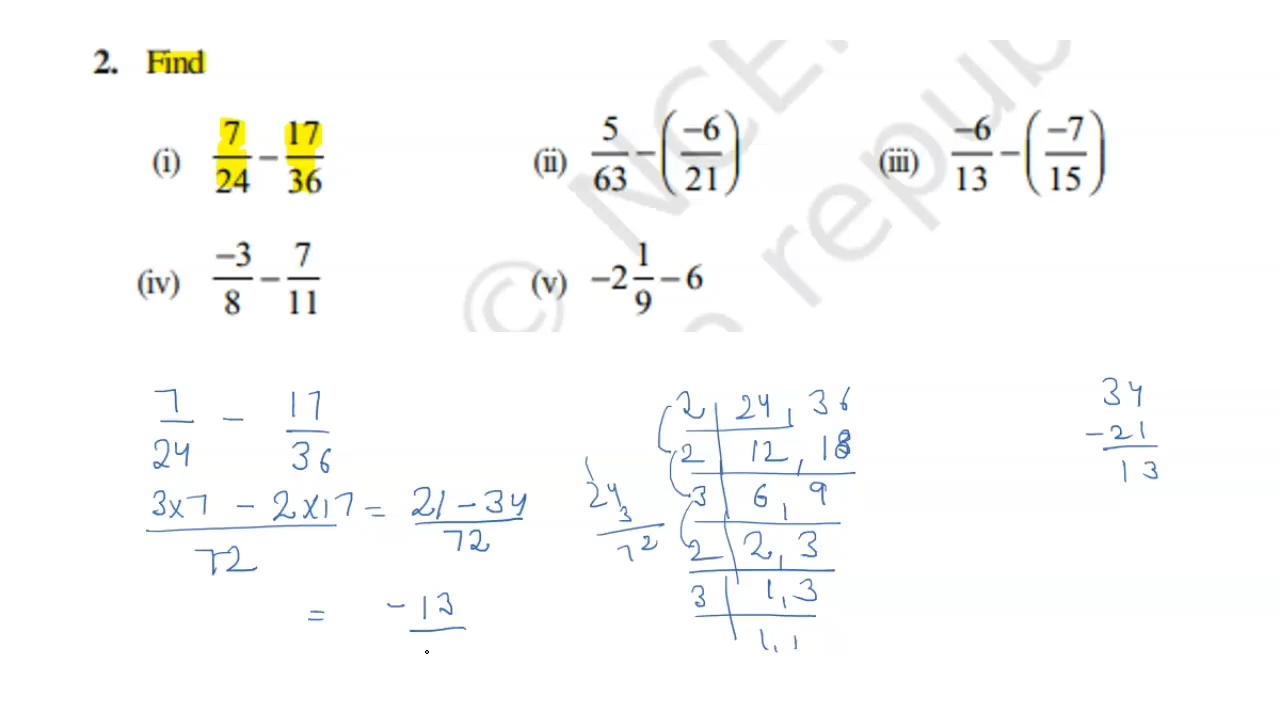 2. Find
(i) 7/24 − 17/36
(ii) 5/63 − (−6/21)
(iii) −6/13 − (−7/15)
(iv) −3/8 − 7/11
(v) −2 1/9 − 6
© NCE
o repub
7/24 − 17/36
(3×7 − 2×17)/72 = (21 − 34)/72
= −13
2 | 24, 36
2 | 12, 18
3 | 6, 9
2 | 2, 3
3 | 1, 3
1, 1
1
24
3
72
34
−21
13